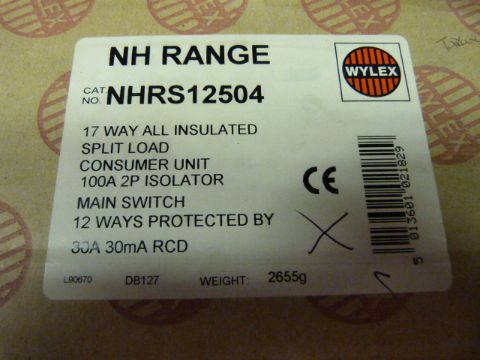 NH RANGE
WYLEX
CAT. NO. NHRS12504
17 WAY ALL INSULATED
SPLIT LOAD
CONSUMER UNIT
100A 2P ISOLATOR
CE
MAIN SWITCH
12 WAYS PROTECTED BY
30mA RCD
5 013601 021829
L90670 DB127 WEIGHT: 2655g